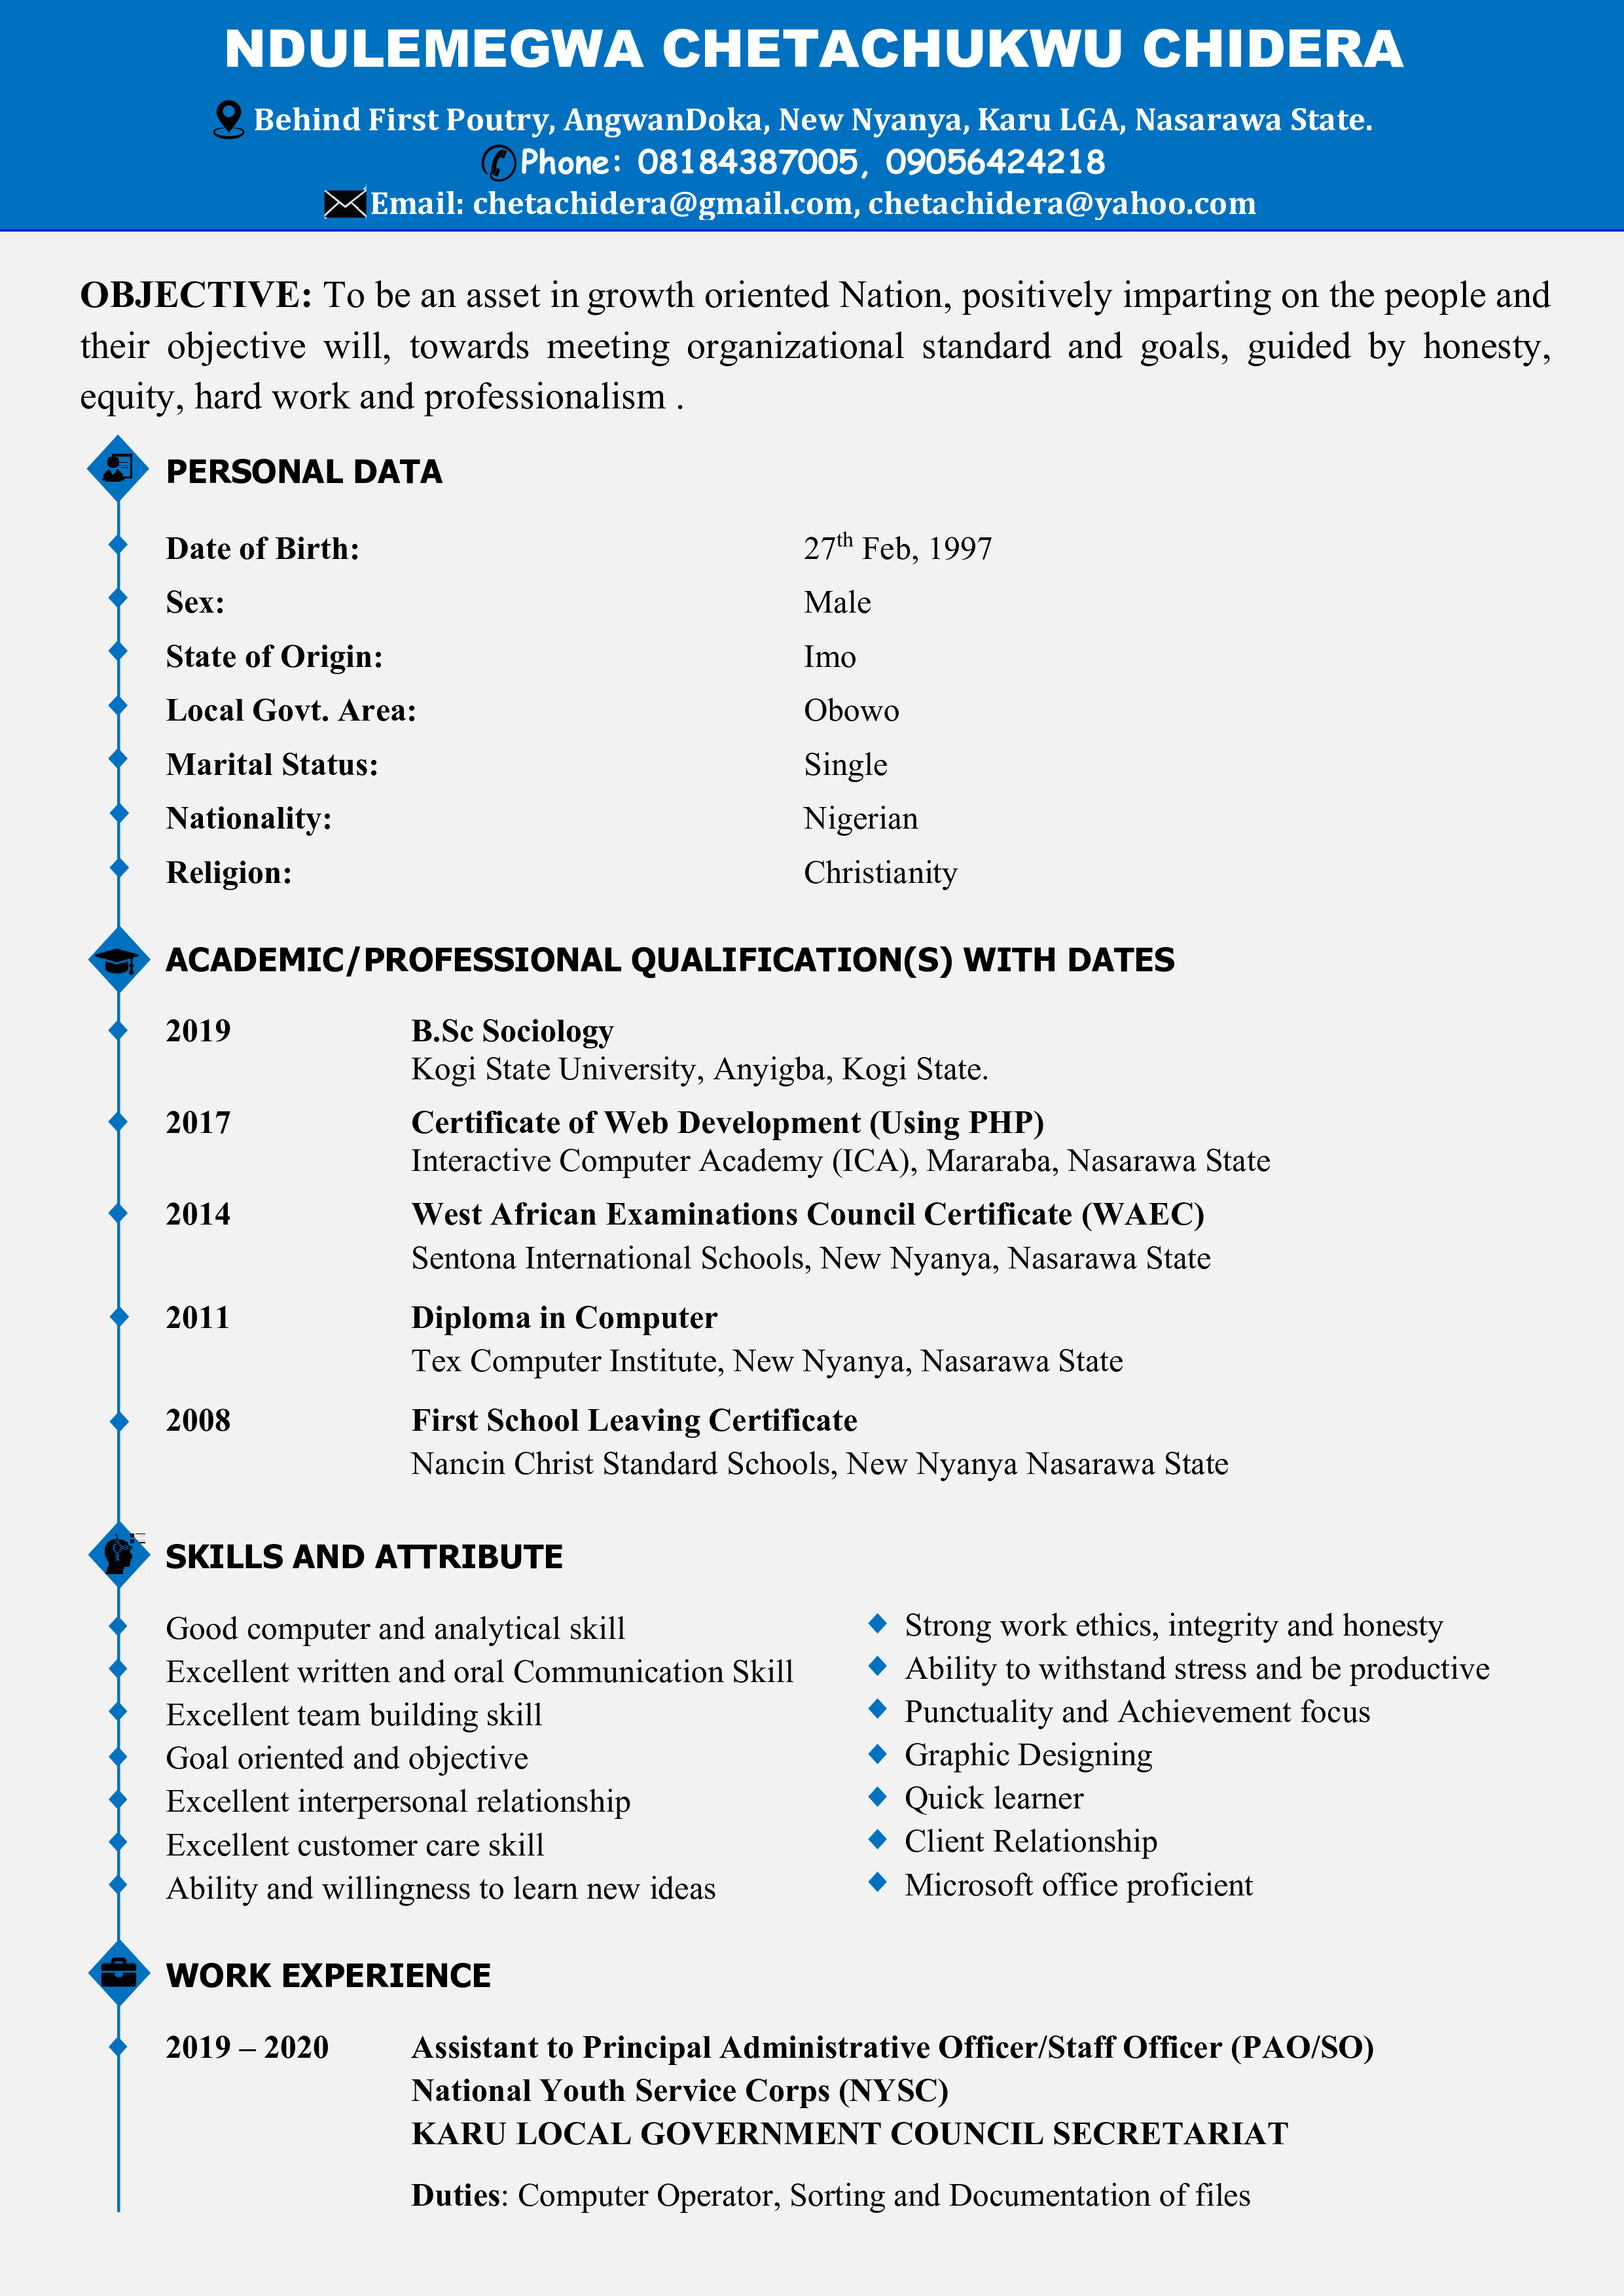 NDULEMEGWA CHETACHUKWU CHIDERA
Behind First Poutry, AngwanDoka, New Nyanya, Karu LGA, Nasarawa State.
Phone: 08184387005, 09056424218
Email: chetachidera@gmail.com, chetachidera@yahoo.com
OBJECTIVE: To be an asset in growth oriented Nation, positively imparting on the people and
their objective will, towards meeting organizational standard and goals, guided by honesty,
equity, hard work and professionalism .
PERSONAL DATA
Date of Birth: 27th Feb, 1997
Sex: Male
State of Origin: Imo
Local Govt. Area: Obowo
Marital Status: Single
Nationality: Nigerian
Religion: Christianity
ACADEMIC/PROFESSIONAL QUALIFICATION(S) WITH DATES
2019 B.Sc Sociology
Kogi State University, Anyigba, Kogi State.
2017 Certificate of Web Development (Using PHP)
Interactive Computer Academy (ICA), Mararaba, Nasarawa State
2014 West African Examinations Council Certificate (WAEC)
Sentona International Schools, New Nyanya, Nasarawa State
2011 Diploma in Computer
Tex Computer Institute, New Nyanya, Nasarawa State
2008 First School Leaving Certificate
Nancin Christ Standard Schools, New Nyanya Nasarawa State
SKILLS AND ATTRIBUTE
Good computer and analytical skill
Excellent written and oral Communication Skill
Excellent team building skill
Goal oriented and objective
Excellent interpersonal relationship
Excellent customer care skill
Ability and willingness to learn new ideas
Strong work ethics, integrity and honesty
Ability to withstand stress and be productive
Punctuality and Achievement focus
Graphic Designing
Quick learner
Client Relationship
Microsoft office proficient
WORK EXPERIENCE
2019 – 2020 Assistant to Principal Administrative Officer/Staff Officer (PAO/SO)
National Youth Service Corps (NYSC)
KARU LOCAL GOVERNMENT COUNCIL SECRETARIAT
Duties: Computer Operator, Sorting and Documentation of files